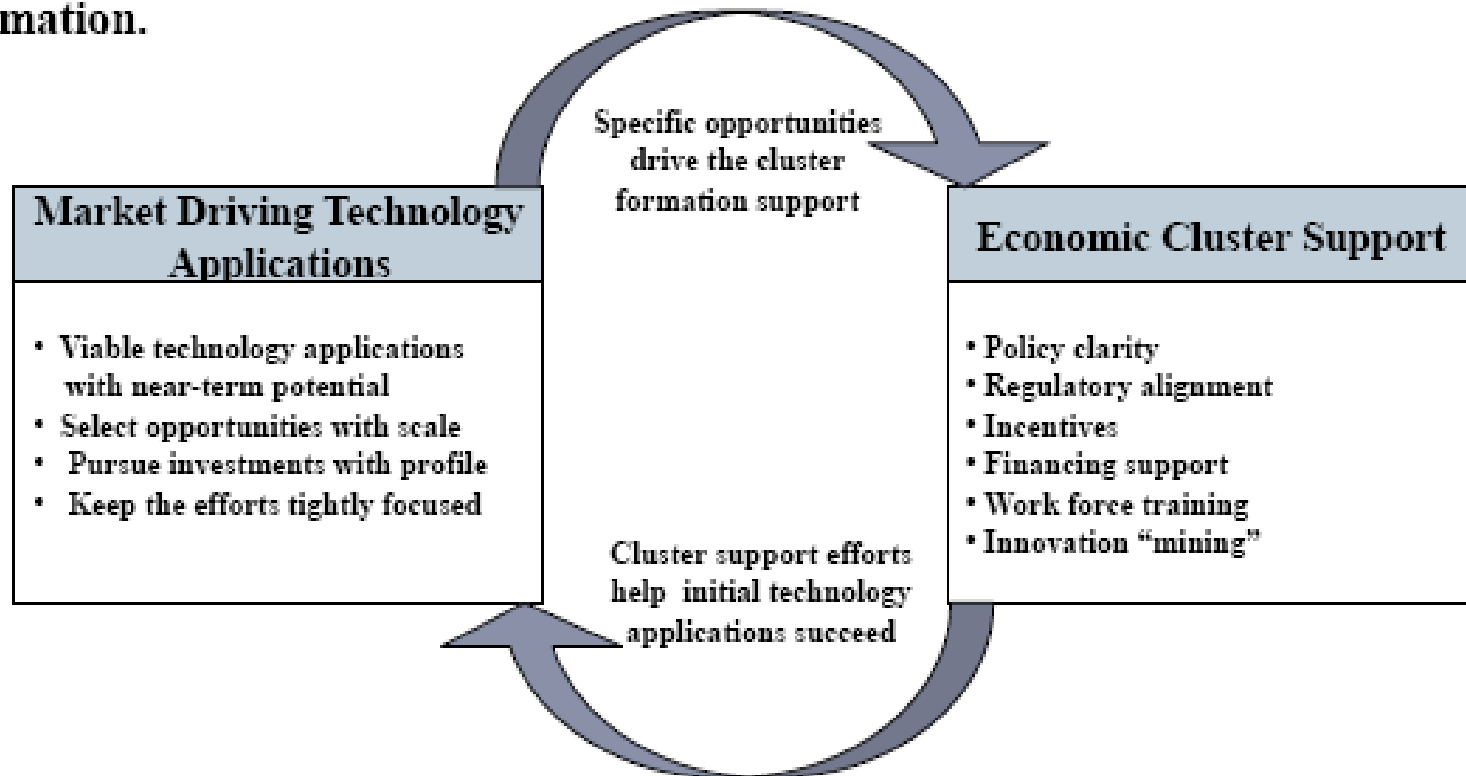 mation.
Specific opportunities
drive the cluster
formation support
Market Driving Technology
Applications
• Viable technology applications
with near-term potential
• Select opportunities with scale
• Pursue investments with profile
• Keep the efforts tightly focused
Economic Cluster Support
• Policy clarity
• Regulatory alignment
• Incentives
• Financing support
• Work force training
• Innovation “mining”
Cluster support efforts
help initial technology
applications succeed